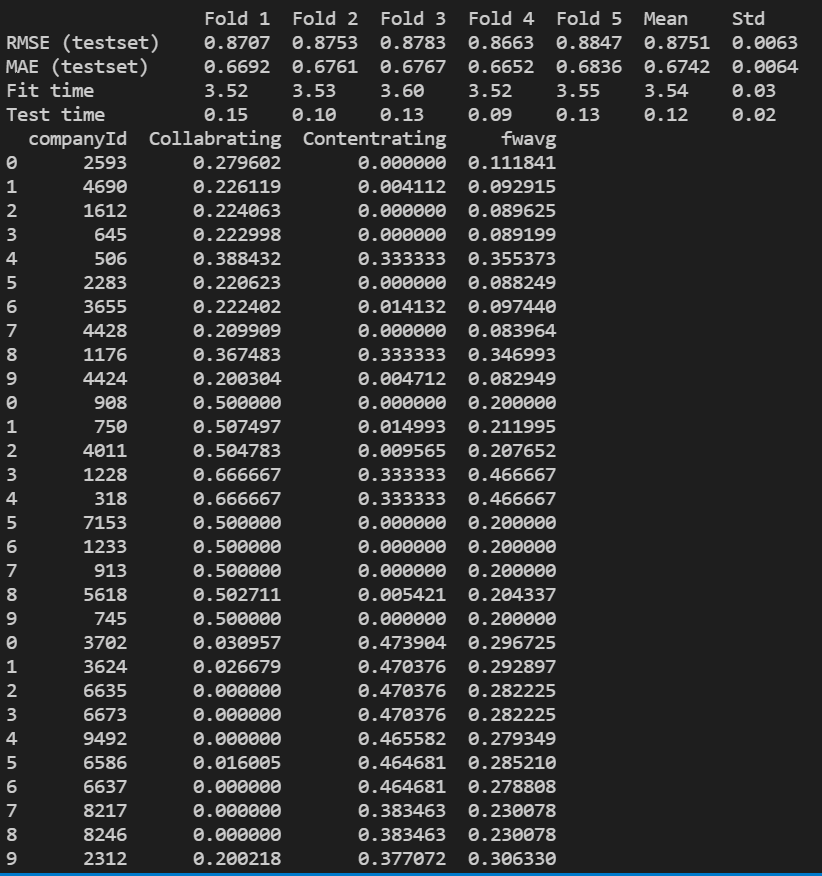 Fold 1 Fold 2 Fold 3 Fold 4 Fold 5 Mean Std
RMSE (testset) 0.8707 0.8753 0.8783 0.8663 0.8847 0.8751 0.0063
MAE (testset) 0.6692 0.6761 0.6767 0.6652 0.6836 0.6742 0.0064
Fit time 3.52 3.53 3.60 3.52 3.55 3.54 0.03
Test time 0.15 0.10 0.13 0.09 0.13 0.12 0.02
companyId Collabrating Contentrating fwavg
0 2593 0.279602 0.000000 0.111841
1 4690 0.226119 0.004112 0.092915
2 1612 0.224063 0.000000 0.089625
3 645 0.222998 0.000000 0.089199
4 506 0.388432 0.333333 0.355373
5 2283 0.220623 0.000000 0.088249
6 3655 0.222402 0.014132 0.097440
7 4428 0.209909 0.000000 0.083964
8 1176 0.367483 0.333333 0.346993
9 4424 0.200304 0.004712 0.082949
0 908 0.500000 0.000000 0.200000
1 750 0.507497 0.014993 0.211995
2 4011 0.504783 0.009565 0.207652
3 1228 0.666667 0.333333 0.466667
4 318 0.666667 0.333333 0.466667
5 7153 0.500000 0.000000 0.200000
6 1233 0.500000 0.000000 0.200000
7 913 0.500000 0.000000 0.200000
8 5618 0.502711 0.005421 0.204337
9 745 0.500000 0.000000 0.200000
0 3702 0.030957 0.473904 0.296725
1 3624 0.026679 0.470376 0.292897
2 6635 0.000000 0.470376 0.282225
3 6673 0.000000 0.470376 0.282225
4 9492 0.000000 0.465582 0.279349
5 6586 0.016005 0.464681 0.285210
6 6637 0.000000 0.464681 0.278808
7 8217 0.000000 0.383463 0.230078
8 8246 0.000000 0.383463 0.230078
9 2312 0.200218 0.377072 0.306330